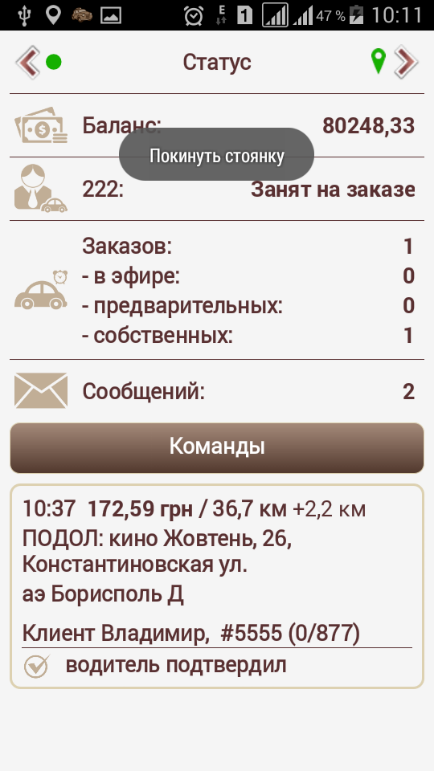 E 1 47 % 10:11
Статус
Баланс: 80248,33
Покинуть стоянку
222: Занят на заказе
Заказов: 1
- в эфире: 0
- предварительных: 0
- собственных: 1
Сообщений: 2
Команды
10:37 172,59 грн / 36,7 км +2,2 км
ПОДОЛ: кино Жовтень, 26,
Константиновская ул.
аэ Борисполь Д
Клиент Владимир, #5555 (0/877)
водитель подтвердил